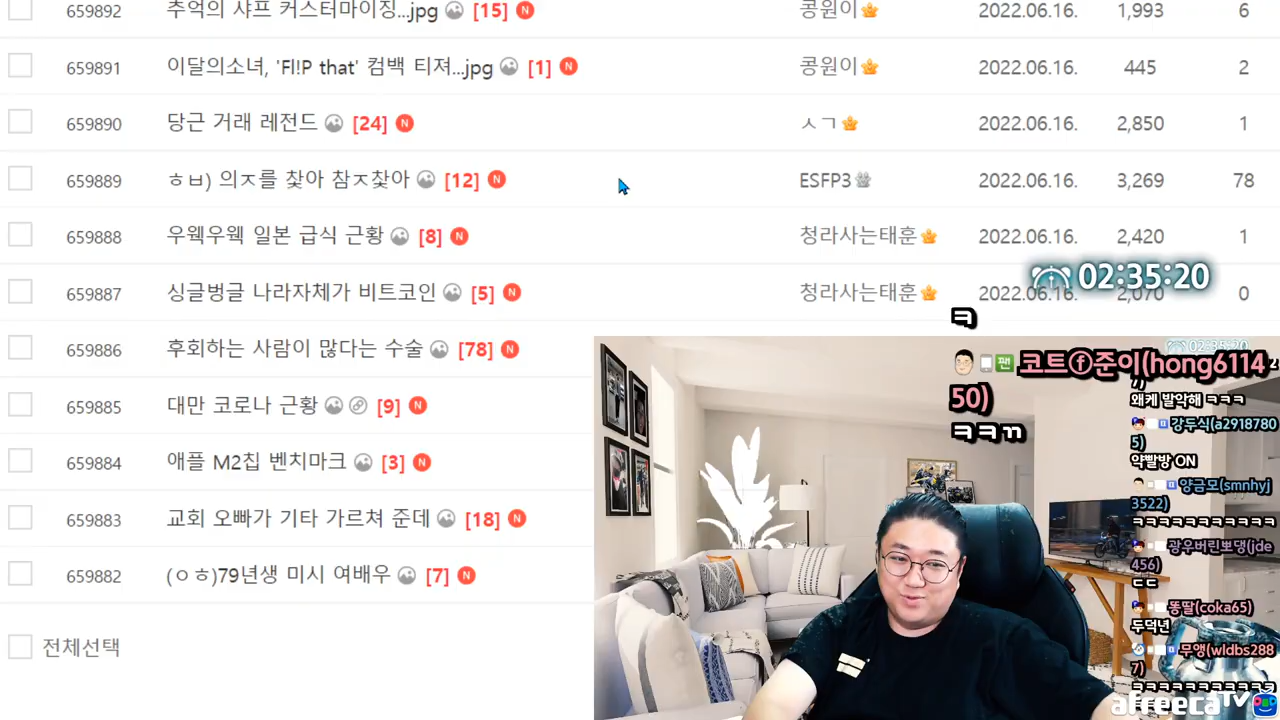 659892 추억의 샤프 커스터마이징...jpg [15] N 콩원이 2022.06.16. 1,993 6
659891 이달의소녀, 'Fl!P that' 컴백 티져...jpg [1] N 콩원이 2022.06.16. 445 2
659890 당근 거래 레전드 [24] N ㅅㄱ 2022.06.16. 2,850 1
659889 ㅎㅂ) 의ㅈ를 찾아 참ㅈ찾아 [12] N ESFP3 2022.06.16. 3,269 78
659888 우웩우웩 일본 급식 근황 [8] N 청라사는태훈 2022.06.16. 2,420 1
659887 싱글벙글 나라자체가 비트코인 [5] N 청라사는태훈 2022.06.16. 2,070 0
02:35:20
659886 후회하는 사람이 많다는 수술 [78] N
659885 대만 코로나 근황 [9] N
659884 애플 M2칩 벤치마크 [3] N
659883 교회 오빠가 기타 가르쳐 준데 [18] N
659882 (ㅇㅎ)79년생 미시 여배우 [7] N
전체선택
ㅋ
02:35:20
팬 코트ⓕ준이(hong6114
50)
ㅋㅋㄲ
왜케 발악해 ㅋㅋㅋ
강두식(a2918780
5)
약빨방 ON
양금모(smnhyj
3522)
ㅋㅋㅋㅋㅋㅋㅋㅋㅋㅋㅋ
광우버린뽀댕(jde
456)
ㄷㄷ
똥딸(coka65)
두덕년
무앵(wldbs288
7)
ㅋㅋㅋㅋㅋㅋㅋㅋㅋㅋㅋ
afreecaTV